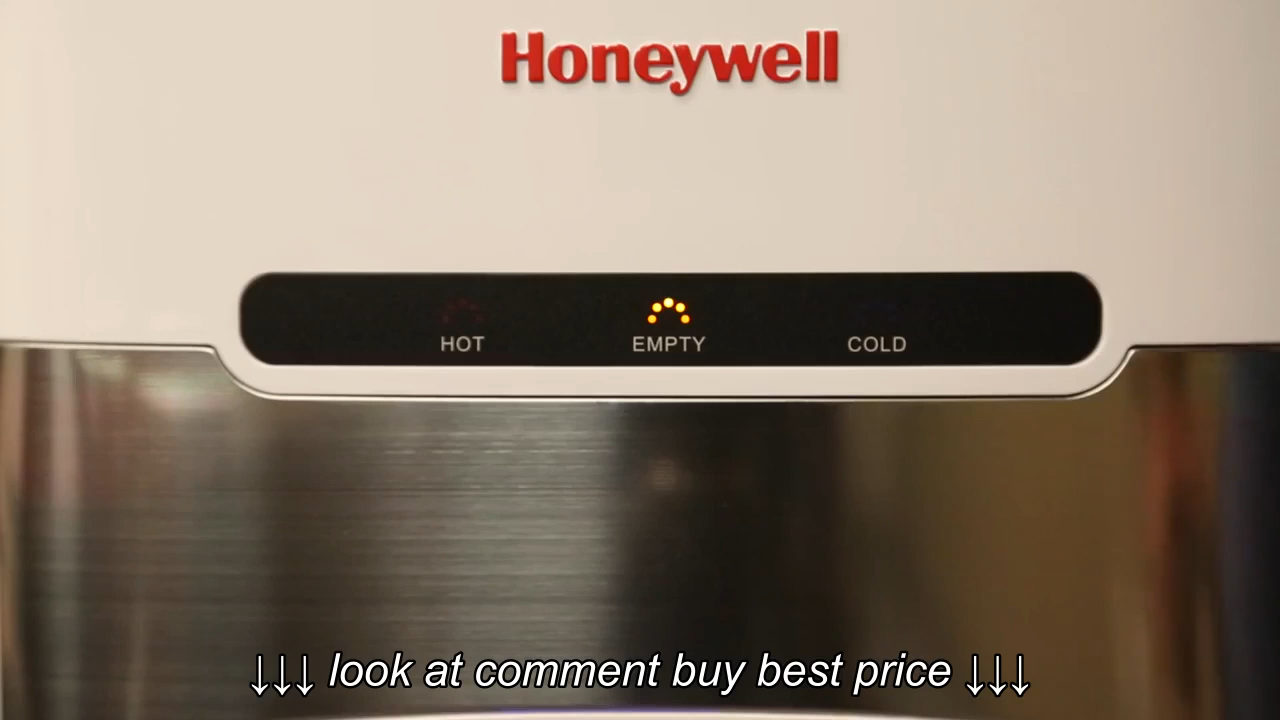 Honeywell
HOT EMPTY COLD
↓↓↓ look at comment buy best price ↓↓↓